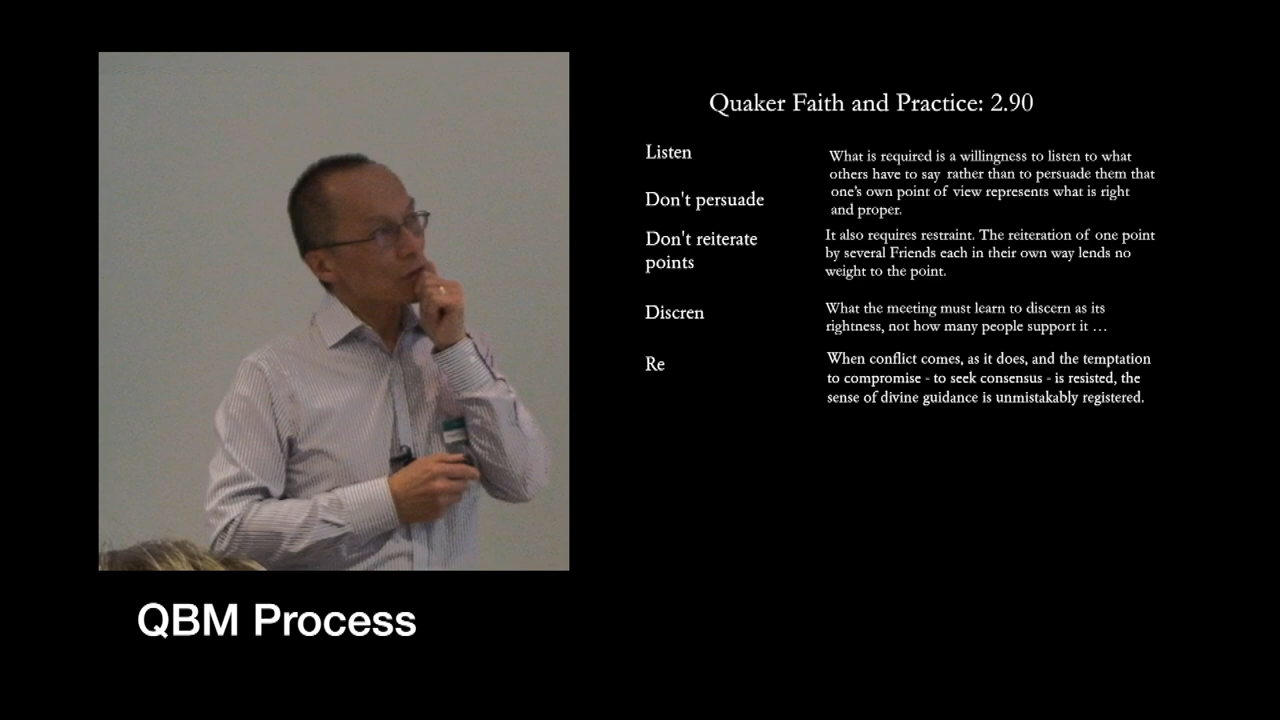 Quaker Faith and Practice: 2.90
Listen
What is required is a willingness to listen to what
others have to say rather than to persuade them that
one's own point of view represents what is right
and proper.
Don't persuade
Don't reiterate
points
It also requires restraint. The reiteration of one point
by several Friends each in their own way lends no
weight to the point.
Discren
What the meeting must learn to discern as its
rightness, not how many people support it ...
Re
When conflict comes, as it does, and the temptation
to compromise - to seek consensus - is resisted, the
sense of divine guidance is unmistakably registered.
QBM Process